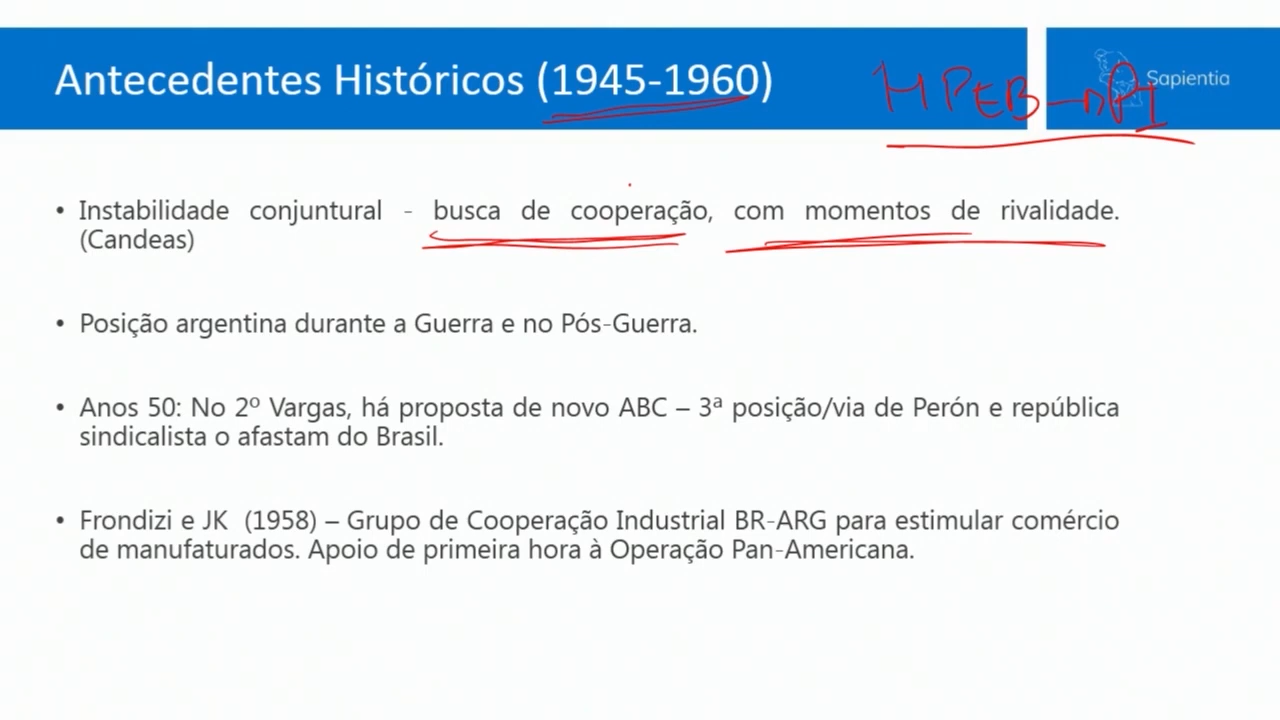 Antecedentes Históricos (1945-1960)
HPEB → PI
Sapientia
• Instabilidade conjuntural - busca de cooperação, com momentos de rivalidade.
(Candeas)
• Posição argentina durante a Guerra e no Pós-Guerra.
• Anos 50: No 2º Vargas, há proposta de novo ABC – 3ª posição/via de Perón e república
sindicalista o afastam do Brasil.
• Frondizi e JK (1958) – Grupo de Cooperação Industrial BR-ARG para estimular comércio
de manufaturados. Apoio de primeira hora à Operação Pan-Americana.